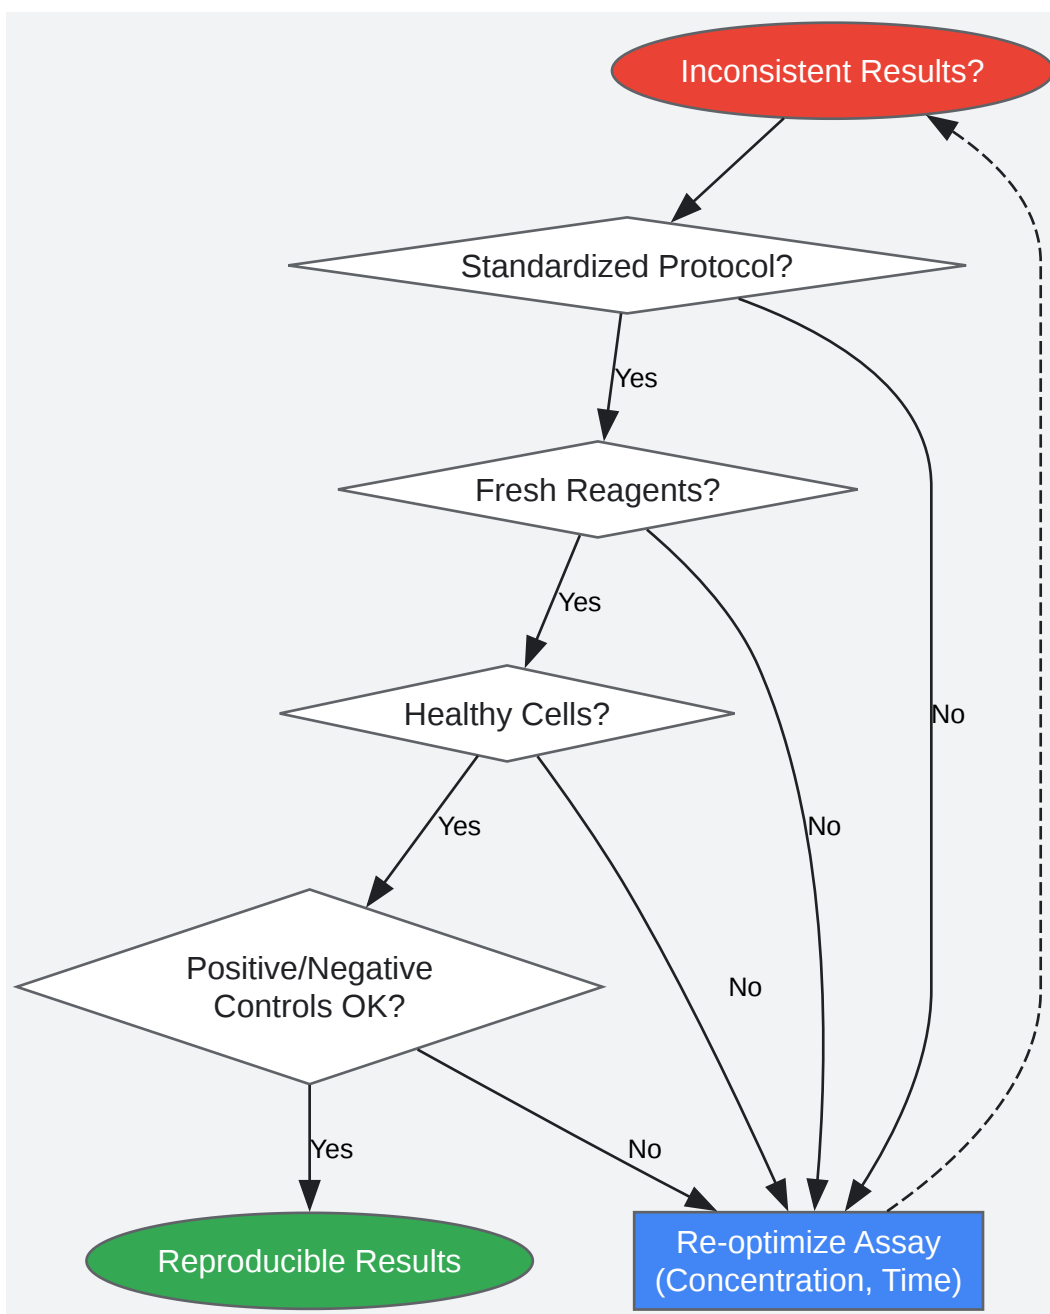 Inconsistent Results?
Standardized Protocol?
Yes
Fresh Reagents?
Yes
Healthy Cells?
No
Yes
No
Positive/Negative
Controls OK?
No
Yes
No
Reproducible Results
Re-optimize Assay
(Concentration, Time)